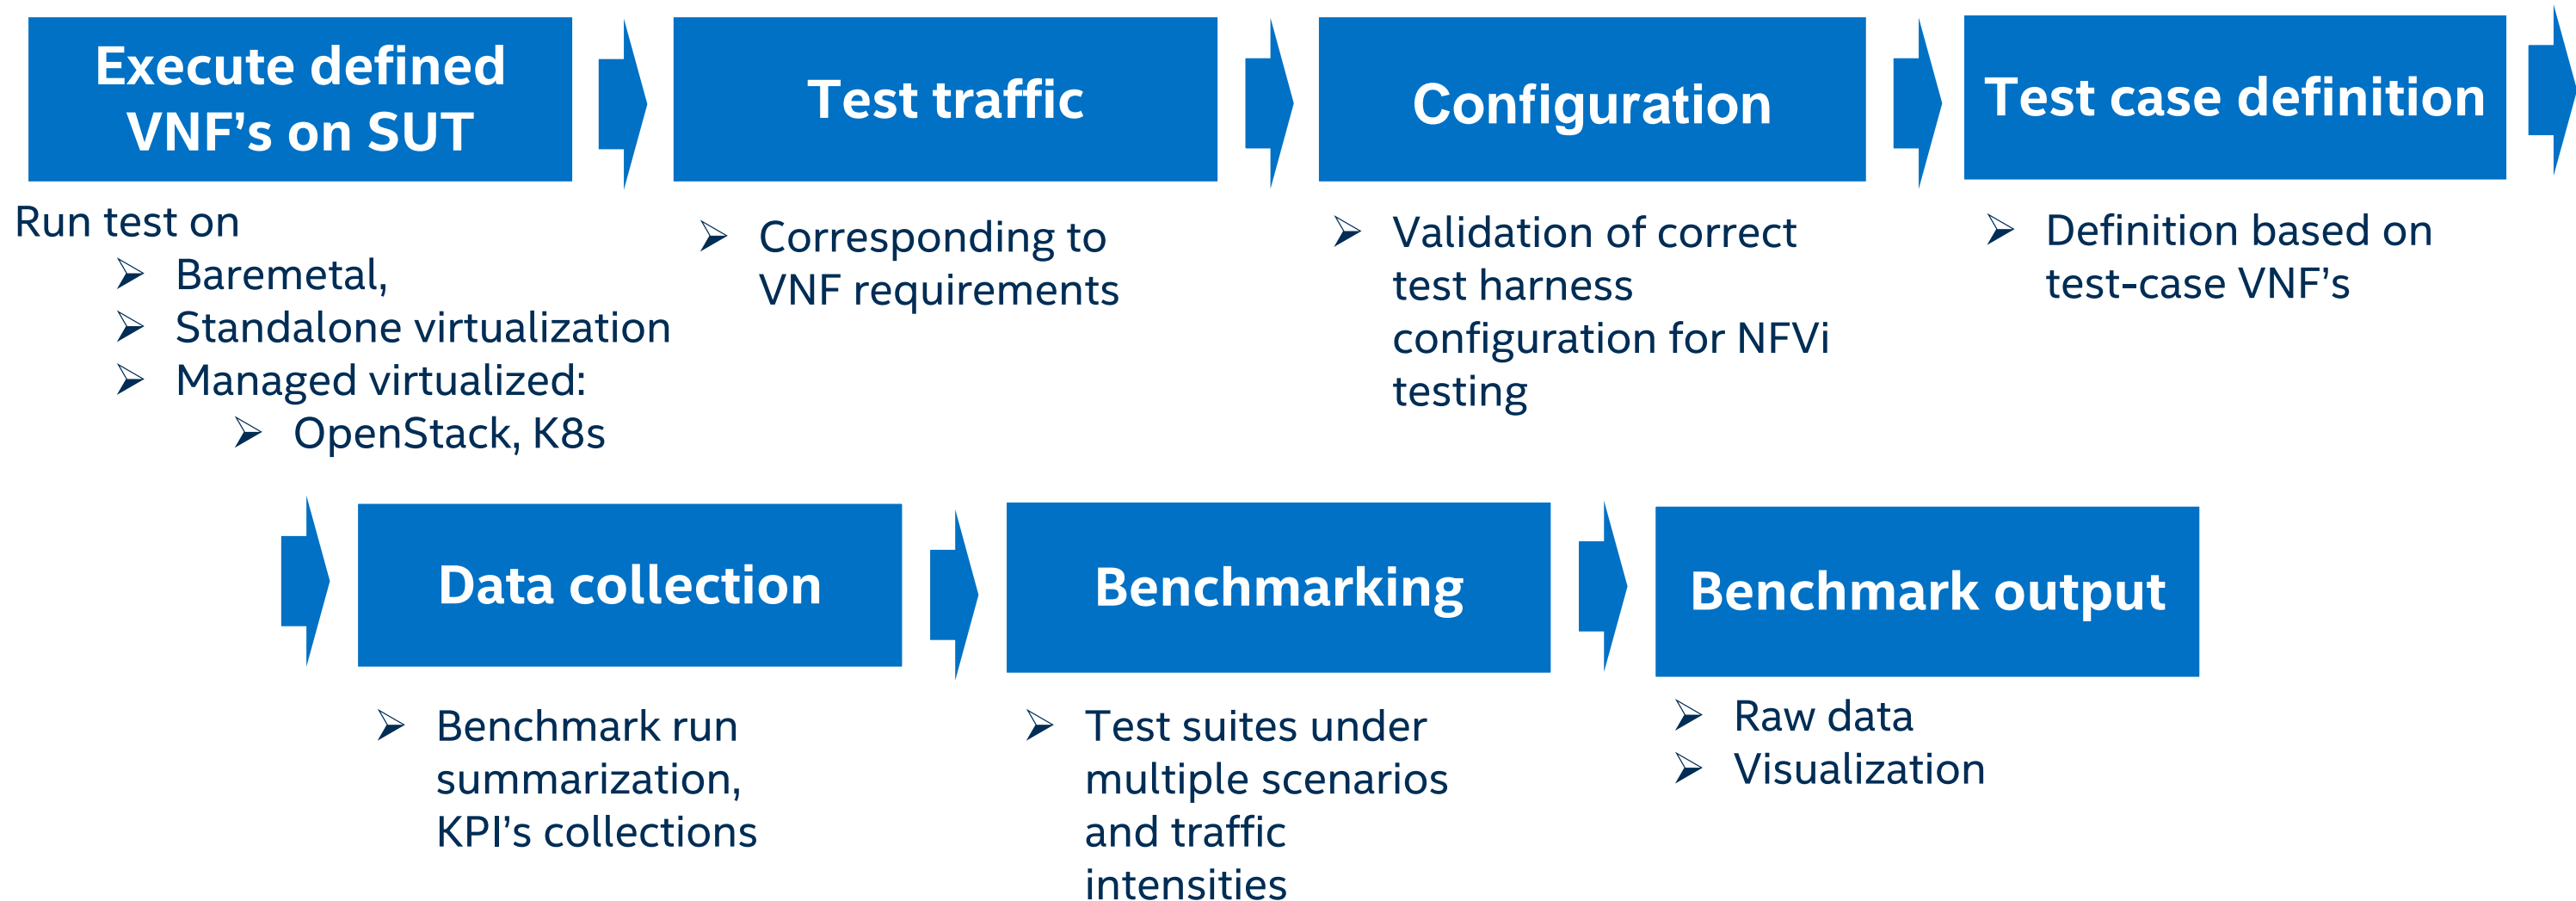 Execute defined
VNF's on SUT
Run test on
Baremetal,
Standalone virtualization
Managed virtualized:
OpenStack, K8s
Test traffic
Corresponding to
VNF requirements
Configuration
Validation of correct
test harness
configuration for NFVi
testing
Test case definition
Definition based on
test-case VNF's
Data collection
Benchmark run
summarization,
KPI's collections
Benchmarking
Test suites under
multiple scenarios
and traffic
intensities
Benchmark output
Raw data
Visualization